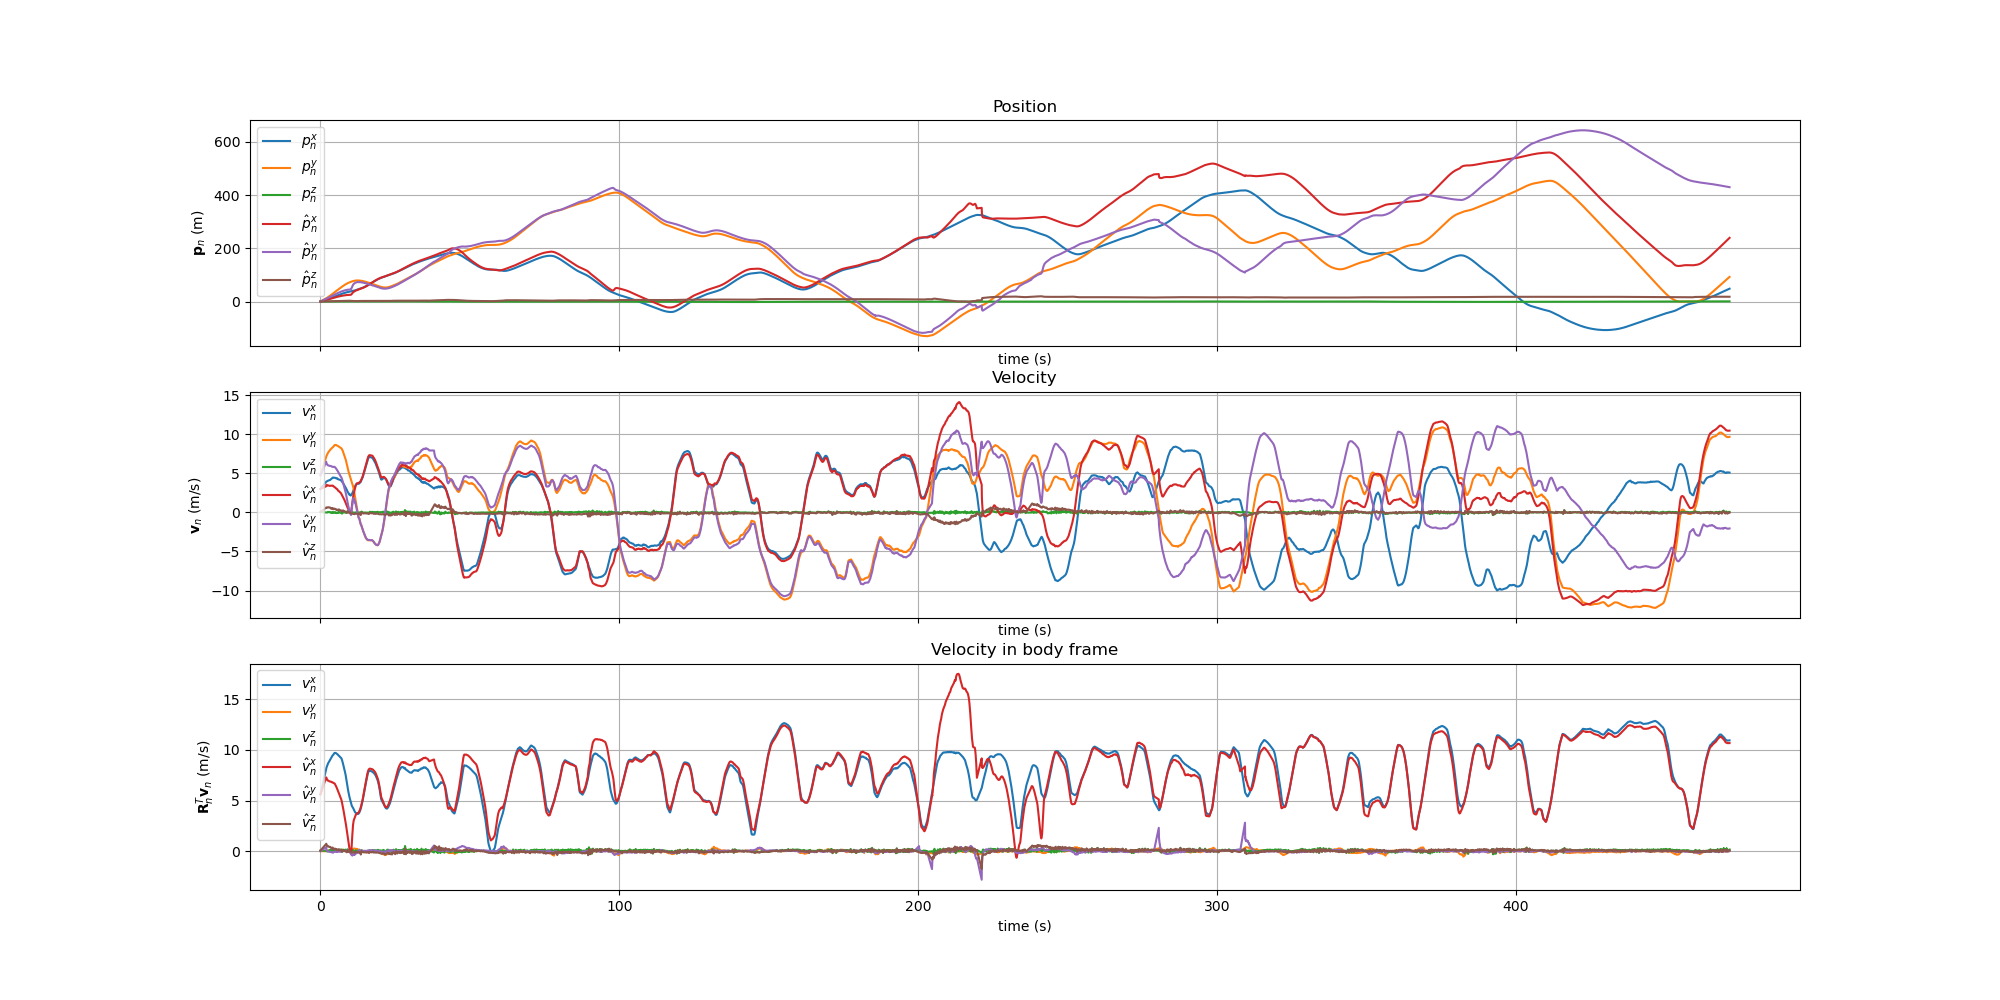 Position
600
400
200
0
p_n (m)
p_n^x
p_n^y
p_n^z
p̂_n^x
p̂_n^y
p̂_n^z
time (s)
Velocity
15
10
5
0
−5
−10
v_n (m/s)
v_n^x
v_n^y
v_n^z
v̂_n^x
v̂_n^y
v̂_n^z
time (s)
Velocity in body frame
15
10
5
0
R_n^T v_n (m/s)
v_n^x
v_n^y
v_n^z
v̂_n^x
v̂_n^y
v̂_n^z
0 100 200 300 400
time (s)